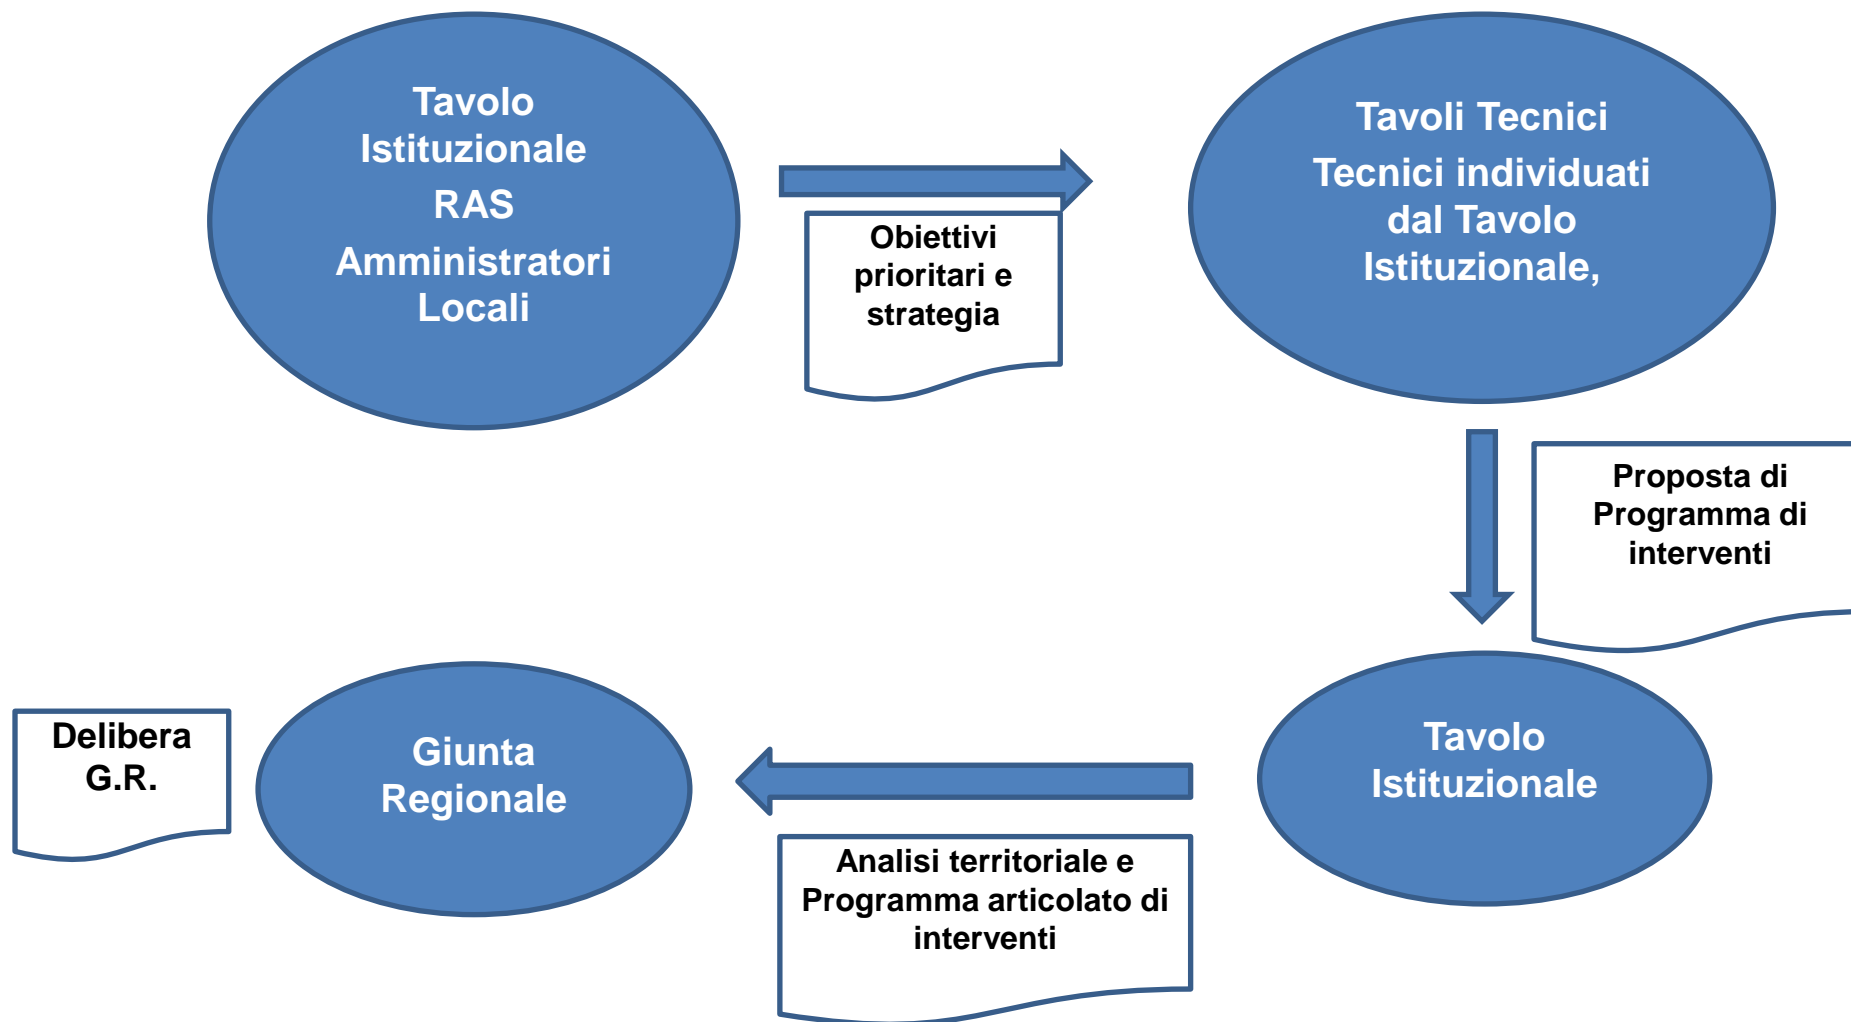 Tavolo
Istituzionale
RAS
Amministratori
Locali
Obiettivi
prioritari e
strategia
Tavoli Tecnici
Tecnici individuati
dal Tavolo
Istituzionale,
Proposta di
Programma di
interventi
Tavolo
Istituzionale
Analisi territoriale e
Programma articolato di
interventi
Giunta
Regionale
Delibera
G.R.